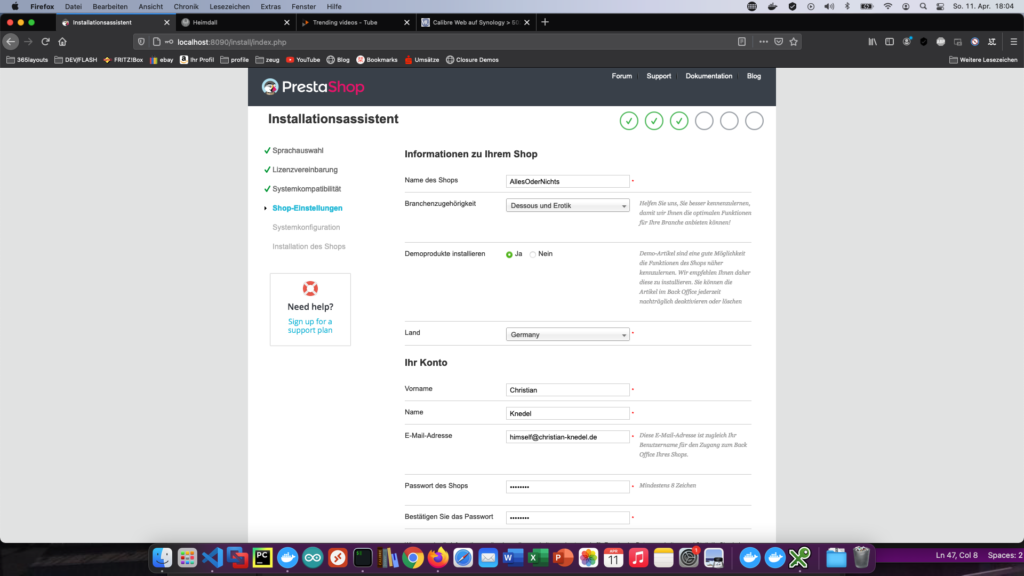 Firefox Datei Bearbeiten Ansicht Chronik Lesezeichen Extras Fenster Hilfe So. 11. Apr. 18:04
Installationsassistent Heimdall Trending videos - Tube Calibre Web auf Synology
localhost:8090/install/index.php
365layouts DEV/FLASH FRITZ!Box ebay Ihr Profil profile zeug YouTube Blog Bookmarks Umsätze Closure Demos Weitere Lesezeichen
PrestaShop
Forum Support Dokumentation Blog
Installationsassistent
Sprachauswahl
Lizenzvereinbarung
Systemkompatibilität
Shop-Einstellungen
Systemkonfiguration
Installation des Shops
Need help?
Sign up for a
support plan
Informationen zu Ihrem Shop
Name des Shops AllesOderNichts *
Branchenzugehörigkeit Dessous und Erotik
Helfen Sie uns, Sie besser kennenzulernen,
damit wir Ihnen die optimalen Funktionen
für Ihre Branche anbieten können!
Demoprodukte installieren Ja Nein
Demo-Artikel sind eine gute Möglichkeit
die Funktionen des Shops näher
kennzulernen. Wir empfehlen Ihnen daher
diese zu installieren. Sie können die
Artikel im Back Office jederzeit
nachträglich deaktivieren oder löschen
Land Germany *
Ihr Konto
Vorname Christian *
Name Knedel *
E-Mail-Adresse himself@christian-knedel.de *
Diese E-Mail-Adresse ist zugleich Ihr
Benutzername für den Zugang zum Back
Office Ihres Shops.
Passwort des Shops •••••••• * Mindestens 8 Zeichen
Bestätigen Sie das Passwort •••••••• *
Ln 47, Col 8 Spaces: 2